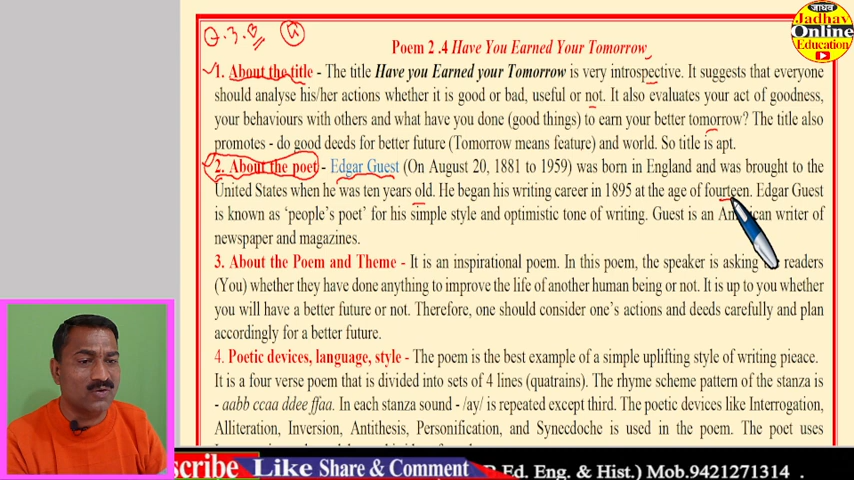 Q.3.B
4
जाधव
Jadhav
Online
Education
Poem 2 .4 Have You Earned Your Tomorrow
1. About the title - The title Have you Earned your Tomorrow is very introspective. It suggests that everyone
should analyse his/her actions whether it is good or bad, useful or not. It also evaluates your act of goodness,
your behaviours with others and what have you done (good things) to earn your better tomorrow? The title also
promotes - do good deeds for better future (Tomorrow means feature) and world. So title is apt.
2. About the poet - Edgar Guest (On August 20, 1881 to 1959) was born in England and was brought to the
United States when he was ten years old. He began his writing career in 1895 at the age of fourteen. Edgar Guest
is known as ‘people’s poet’ for his simple style and optimistic tone of writing. Guest is an American writer of
newspaper and magazines.
3. About the Poem and Theme - It is an inspirational poem. In this poem, the speaker is asking the readers
(You) whether they have done anything to improve the life of another human being or not. It is up to you whether
you will have a better future or not. Therefore, one should consider one’s actions and deeds carefully and plan
accordingly for a better future.
4. Poetic devices, language, style - The poem is the best example of a simple uplifting style of writing pieace.
It is a four verse poem that is divided into sets of 4 lines (quatrains). The rhyme scheme pattern of the stanza is
- aabb ccaa ddee ffaa. In each stanza sound - /ay/ is repeated except third. The poetic devices like Interrogation,
Alliteration, Inversion, Antithesis, Personification, and Synecdoche is used in the poem. The poet uses
scribe Like Share & Comment Ed. Eng. & Hist.) Mob.9421271314 .